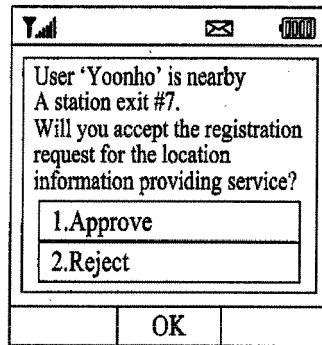 User ‘Yoonho’ is nearby
A station exit #7.
Will you accept the registration
request for the location
information providing service?
1.Approve
2.Reject
OK